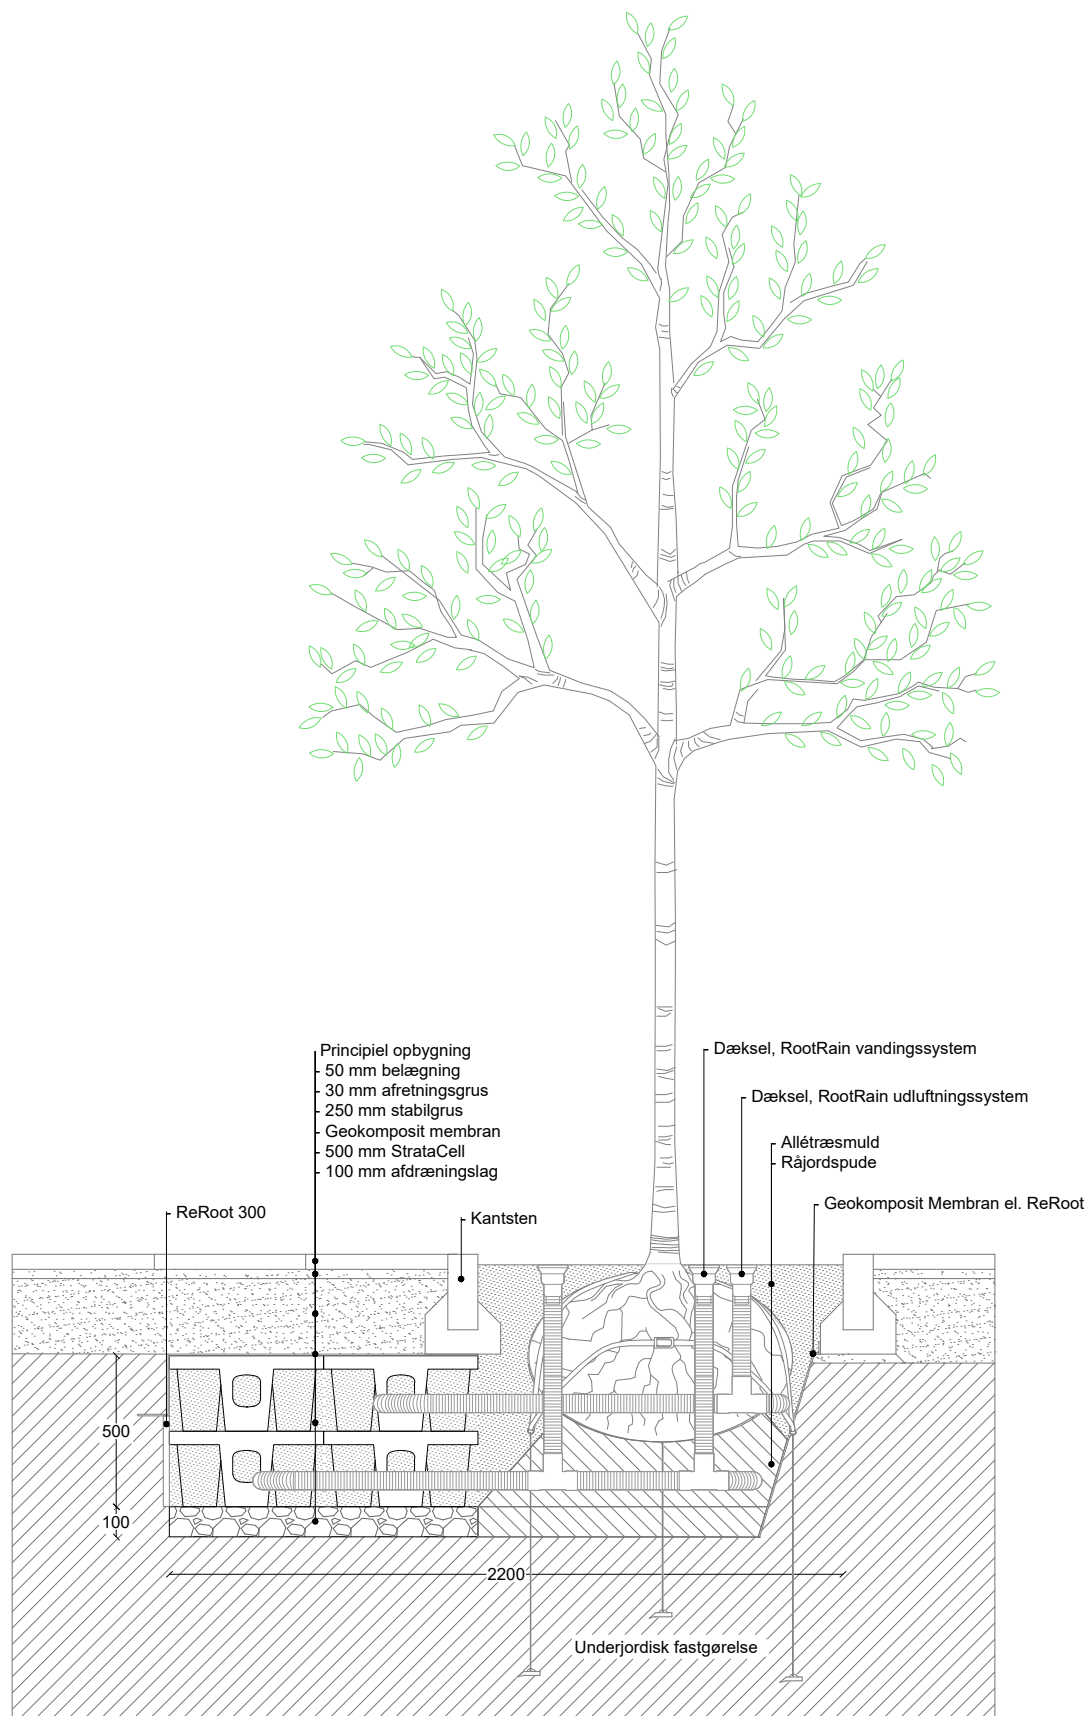 Principiel opbygning
50 mm belægning
30 mm afretningsgrus
250 mm stabilgrus
Geokomposit membran
500 mm StrataCell
100 mm afdræningslag
ReRoot 300
Kantsten
Dæksel, RootRain vandingssystem
Dæksel, RootRain udluftningssystem
Allétræsmuld
Råjordspude
Geokomposit Membran el. ReRoot
500
100
2200
Underjordisk fastgørelse